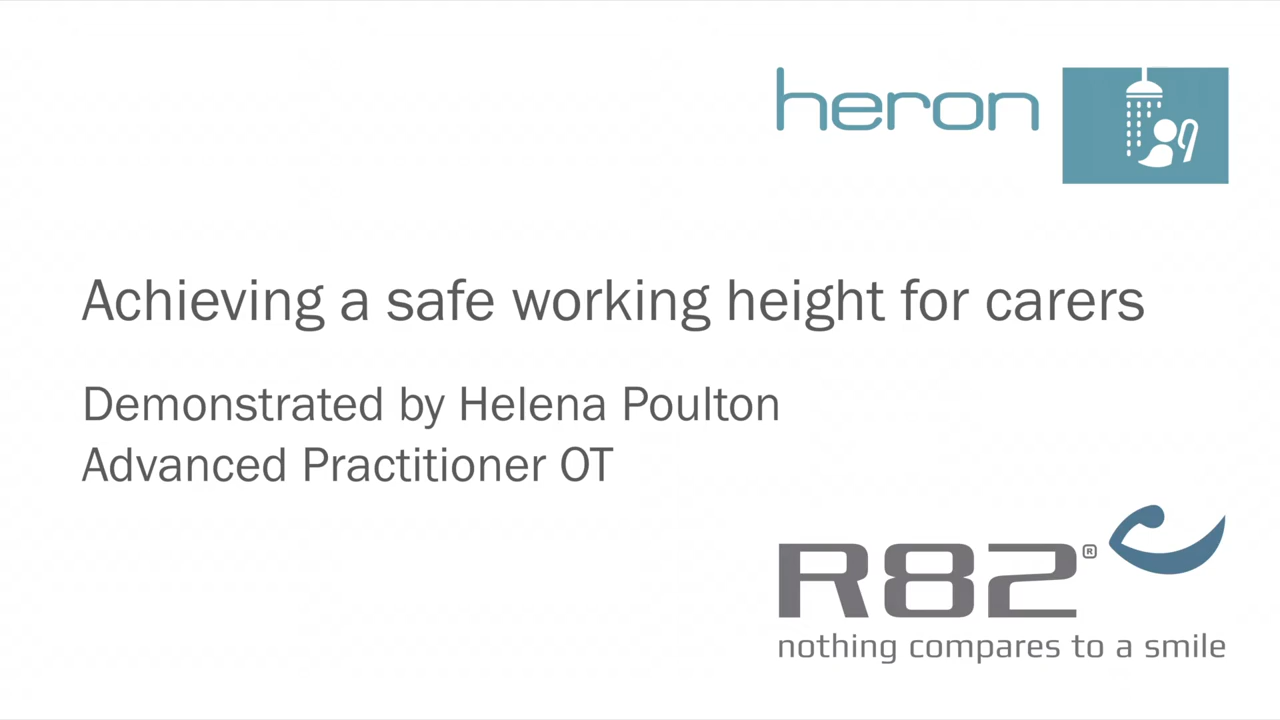 heron
Achieving a safe working height for carers
Demonstrated by Helena Poulton
Advanced Practitioner OT
R82®
nothing compares to a smile